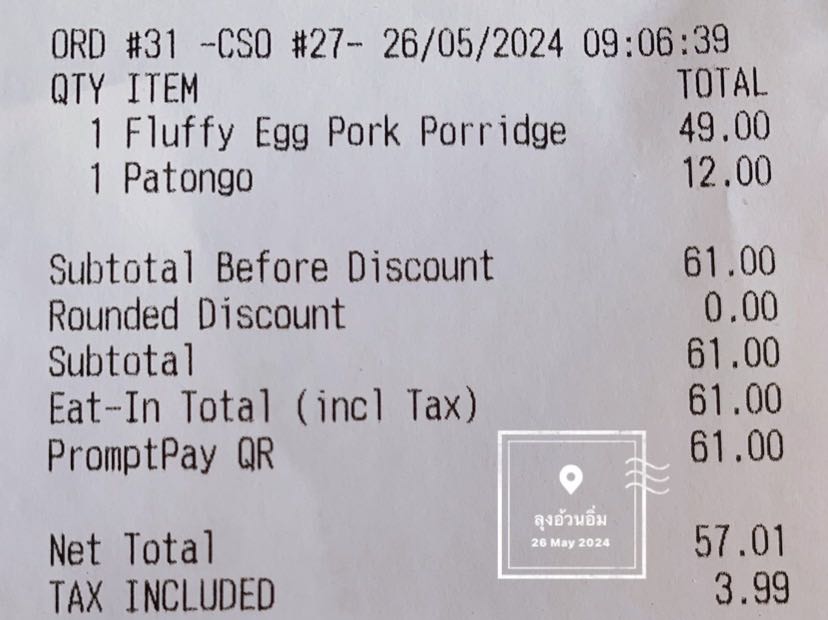 ORD #31 -CSO #27- 26/05/2024 09:06:39
QTY ITEM TOTAL
1 Fluffy Egg Pork Porridge 49.00
1 Patongo 12.00
Subtotal Before Discount 61.00
Rounded Discount 0.00
Subtotal 61.00
Eat-In Total (incl Tax) 61.00
PromptPay QR 61.00
ลุงอ้วนอิ่ม
26 May 2024
Net Total 57.01
TAX INCLUDED 3.99